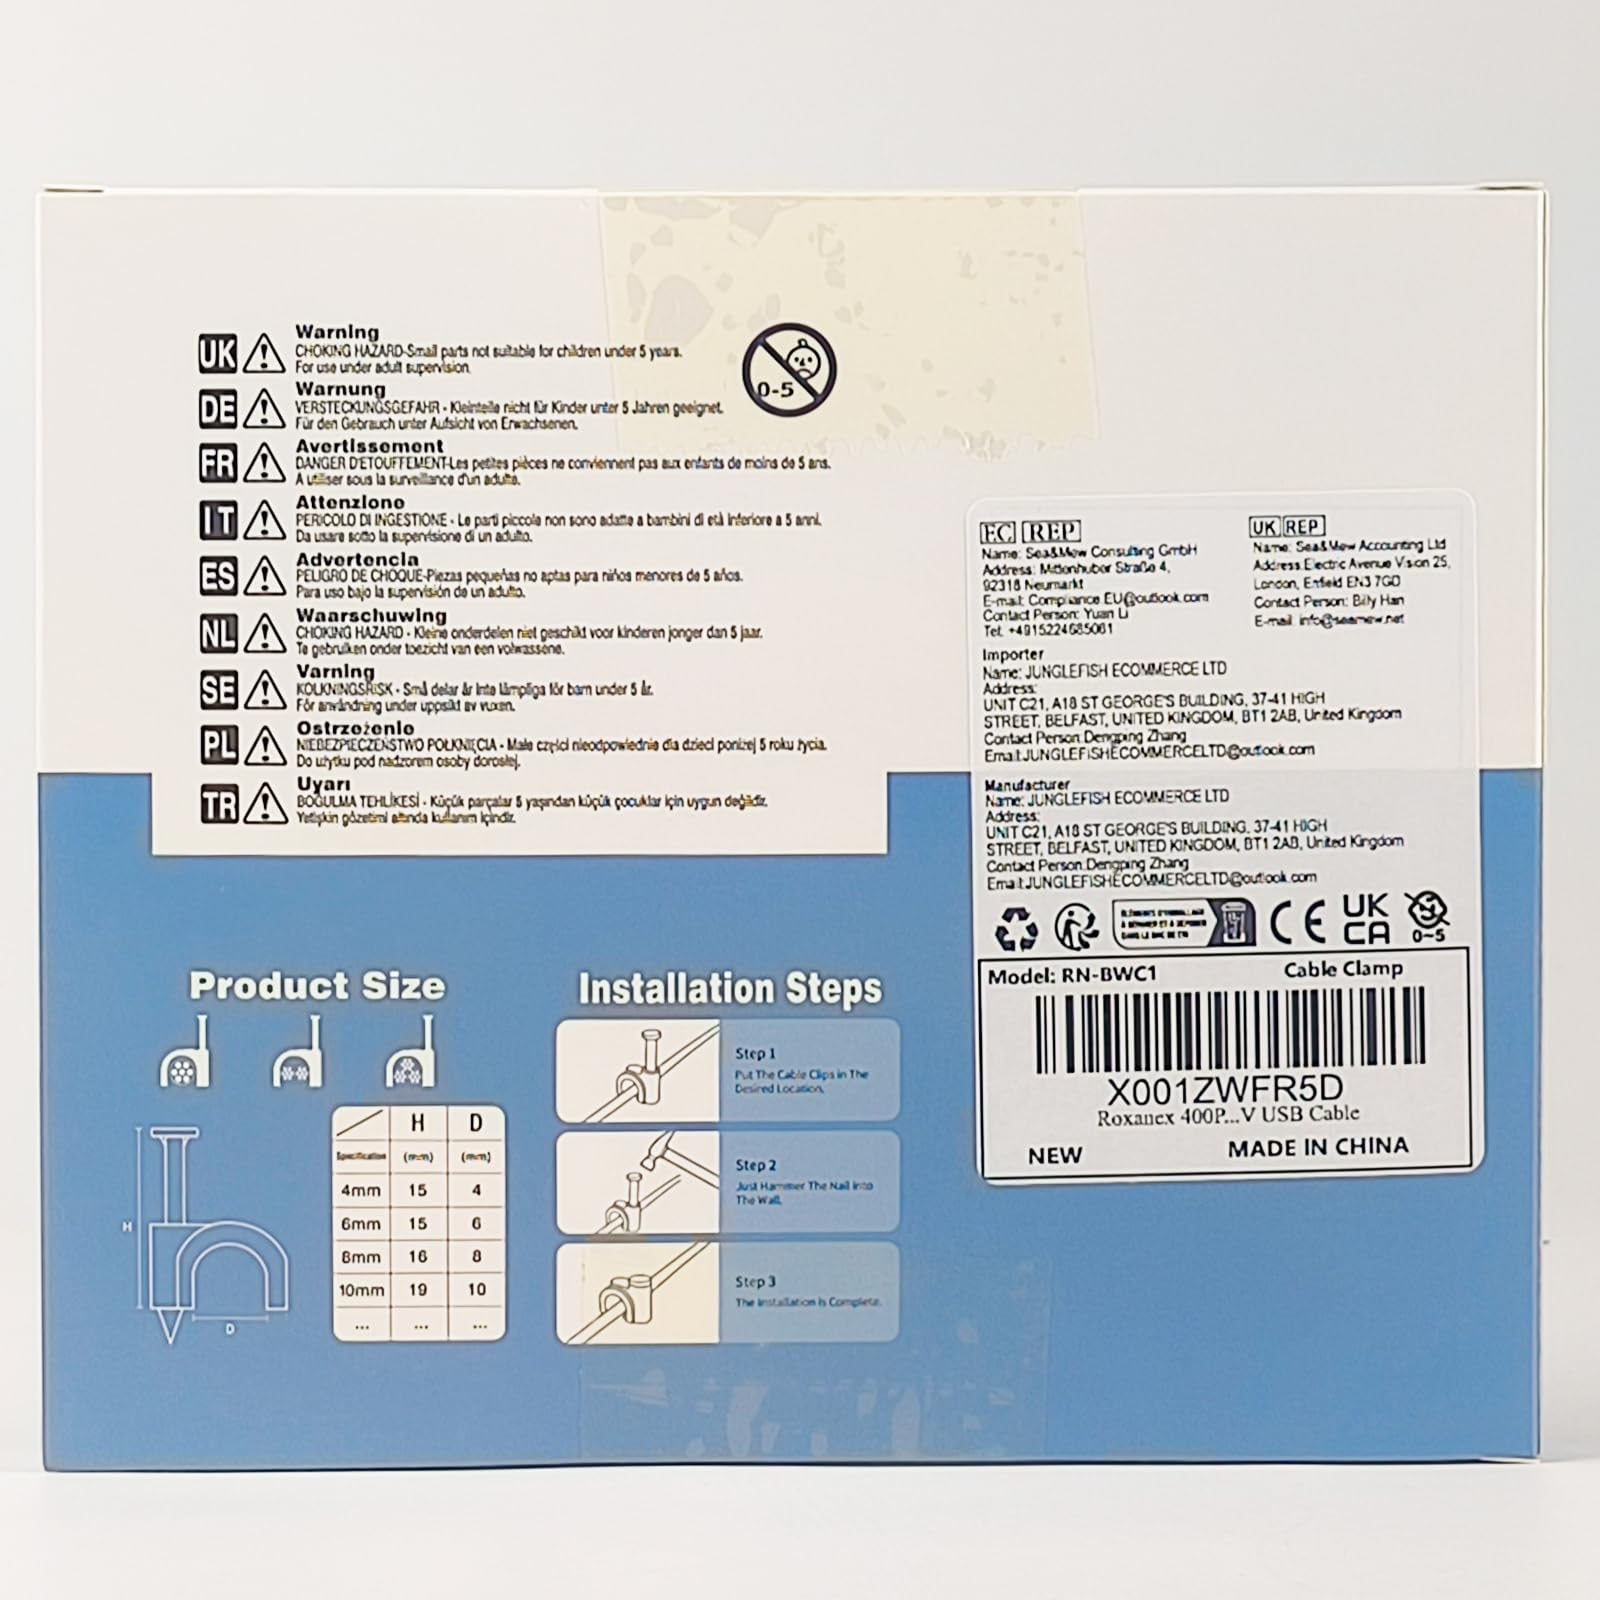 UK
Warning
CHOKING HAZARD-Small parts not suitable for children under 5 years.
For use under adult supervision.
DE
Warnung
VERSTECKUNGSGEFAHR - Kleinteile nicht für Kinder unter 5 Jahren geeignet.
Für den Gebrauch unter Aufsicht von Erwachsenen.
FR
Avertissement
DANGER D'ETOUFFEMENT-Les petites pièces ne conviennent pas aux enfants de moins de 5 ans.
A utiliser sous la surveillance d'un adulte.
IT
Attenzione
PERICOLO DI INGESTIONE - Le parti piccole non sono adatte a bambini di età inferiore a 5 anni.
Da usare sotto la supervisione di un adulto.
ES
Advertencia
PELIGRO DE CHOQUE-Piezas pequeñas no aptas para niños menores de 5 años.
Para uso bajo la supervisión de un adulto.
NL
Waarschuwing
CHOKING HAZARD - Kleine onderdelen niet geschikt voor kinderen jonger dan 5 jaar.
Te gebruiken onder toezicht van een volwassene.
SE
Varning
KOLKNINGSRISK - Små delar är inte lämpliga för barn under 5 år.
För användning under uppsikt av vuxen.
PL
Ostrzeżenie
NIEBEZPIECZEŃSTWO POŁKNIĘCIA - Małe części nieodpowiednie dla dzieci poniżej 5 roku życia.
Do użytku pod nadzorem osoby dorosłej.
TR
Uyarı
BOĞULMA TEHLİKESİ - Küçük parçalar 5 yaşından küçük çocuklar için uygun değildir.
Yetişkin gözetimi altında kullanım içindir.
0-5
EC REP
Name: Sea&Mew Consulting GmbH
Address: Mittenhuber Straße 4,
92318 Neumarkt
E-mail: Compliance.EU@outlook.com
Contact Person: Yuan Li
Tel: +4915224685081
UK REP
Name: Sea&Mew Accounting Ltd
Address:Electric Avenue Vision 25,
London, Enfield EN3 7GD
Contact Person: Billy Han
E-mail: info@seamew.net
Importer
Name: JUNGLEFISH ECOMMERCE LTD
Address:
UNIT C21, A18 ST GEORGE'S BUILDING, 37-41 HIGH
STREET, BELFAST, UNITED KINGDOM, BT1 2AB, United Kingdom
Contact Person:Dengping Zhang
Email:JUNGLEFISHECOMMERCELTD@outlook.com
Manufacturer
Name: JUNGLEFISH ECOMMERCE LTD
Address:
UNIT C21, A18 ST GEORGE'S BUILDING, 37-41 HIGH
STREET, BELFAST, UNITED KINGDOM, BT1 2AB, United Kingdom
Contact Person:Dengping Zhang
Email:JUNGLEFISHECOMMERCELTD@outlook.com
ÉLÉMENTS D'EMBALLAGE
À SÉPARER ET À DÉPOSER
DANS LE BAC DE TRI
CE
UK
CA
0-5
Model: RN-BWC1 Cable Clamp
X001ZWFR5D
Roxanex 400P...V USB Cable
NEW MADE IN CHINA
Product Size
H
D
H D
Specification (mm) (mm)
4mm 15 4
6mm 15 6
8mm 16 8
10mm 19 10
... ... ...
Installation Steps
Step 1
Put The Cable Clips in The
Desired Location.
Step 2
Just Hammer The Nail into
The Wall.
Step 3
The Installation Is Complete.